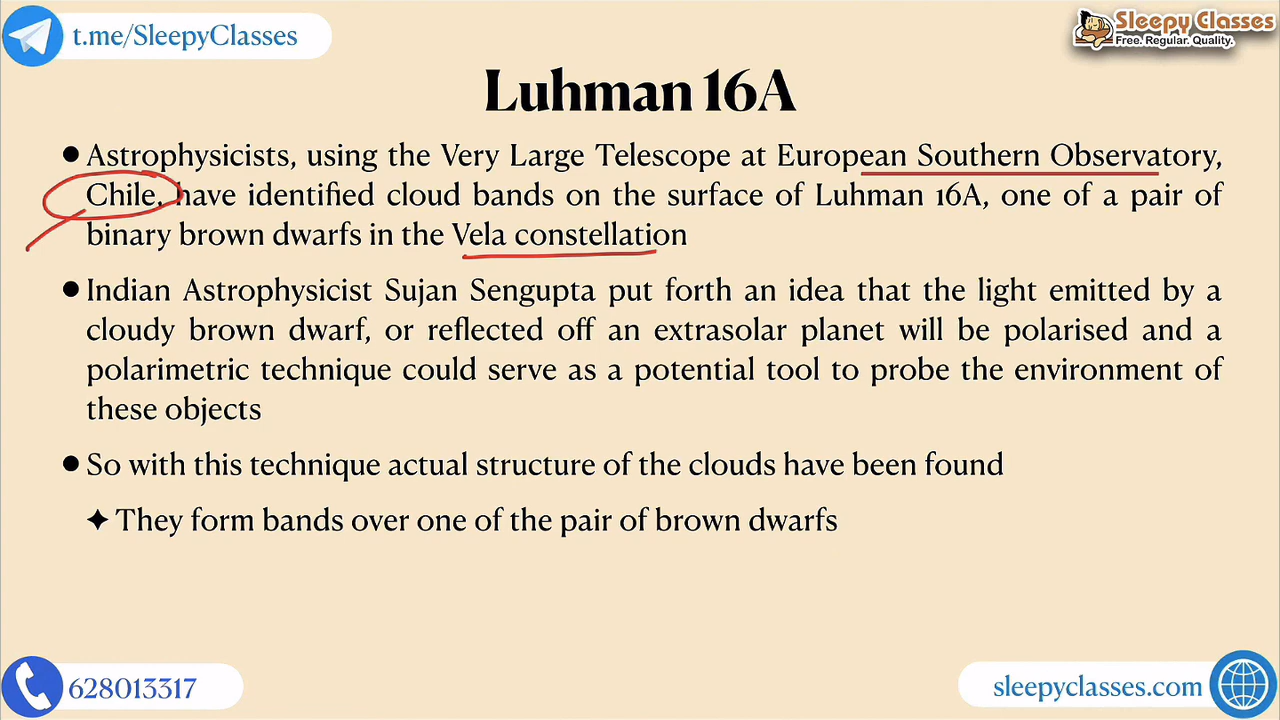 t.me/SleepyClasses
Sleepy Classes
Free. Regular. Quality.
Luhman 16A
● Astrophysicists, using the Very Large Telescope at European Southern Observatory,
Chile, have identified cloud bands on the surface of Luhman 16A, one of a pair of
binary brown dwarfs in the Vela constellation
● Indian Astrophysicist Sujan Sengupta put forth an idea that the light emitted by a
cloudy brown dwarf, or reflected off an extrasolar planet will be polarised and a
polarimetric technique could serve as a potential tool to probe the environment of
these objects
● So with this technique actual structure of the clouds have been found
✦ They form bands over one of the pair of brown dwarfs
628013317
sleepyclasses.com